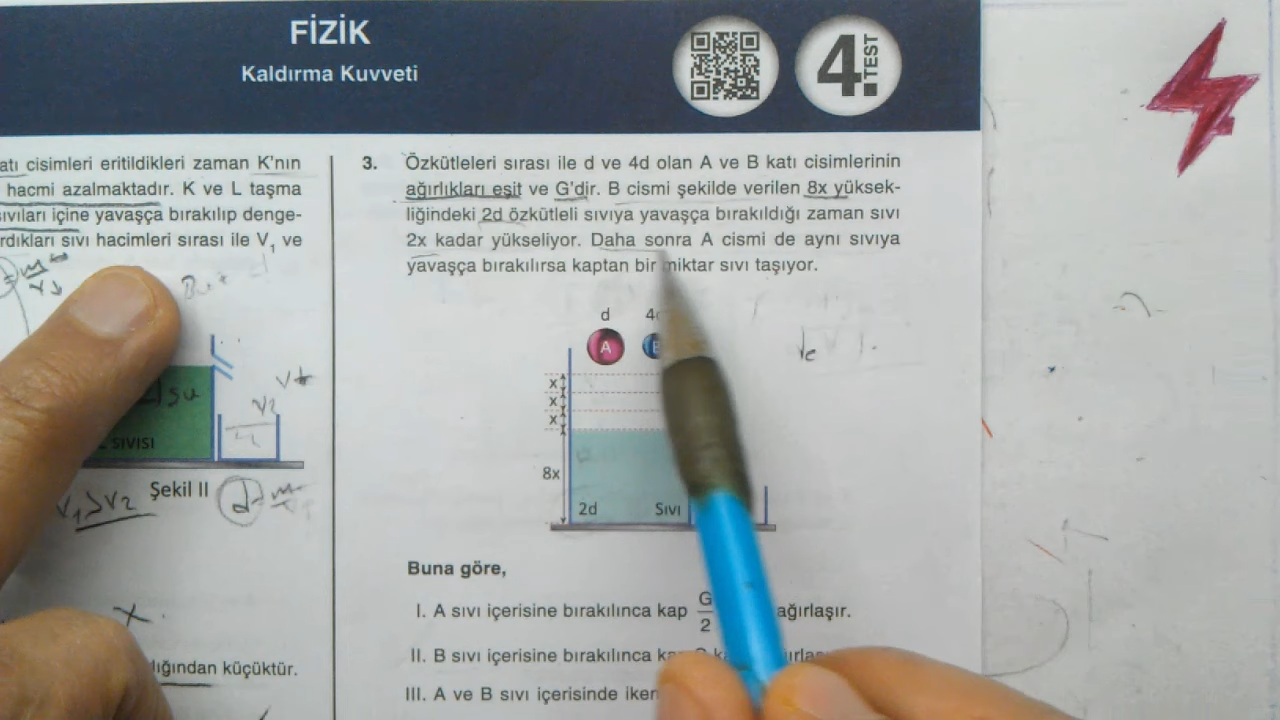 FİZİK
Kaldırma Kuvveti
4.
TEST
atı cisimleri eritildikleri zaman K'nın
hacmi azalmaktadır. K ve L taşma
sıvıları içine yavaşça bırakılıp denge-
rdıkları sıvı hacimleri sırası ile V₁ ve
su
SIVISI
V₂
Şekil II
V₁>V₂
d=
X
lığından küçüktür.
3. Özkütleleri sırası ile d ve 4d olan A ve B katı cisimlerinin
ağırlıkları eşit ve G'dir. B cismi şekilde verilen 8x yüksek-
liğindeki 2d özkütleli sıvıya yavaşça bırakıldığı zaman sıvı
2x kadar yükseliyor. Daha sonra A cismi de aynı sıvıya
yavaşça bırakılırsa kaptan bir miktar sıvı taşıyor.
d
A
x
x
x
8x
2d Sıvı
Buna göre,
I. A sıvı içerisine bırakılınca kap G/2 ağırlaşır.
II. B sıvı içerisine bırakılınca
III. A ve B sıvı içerisinde iken